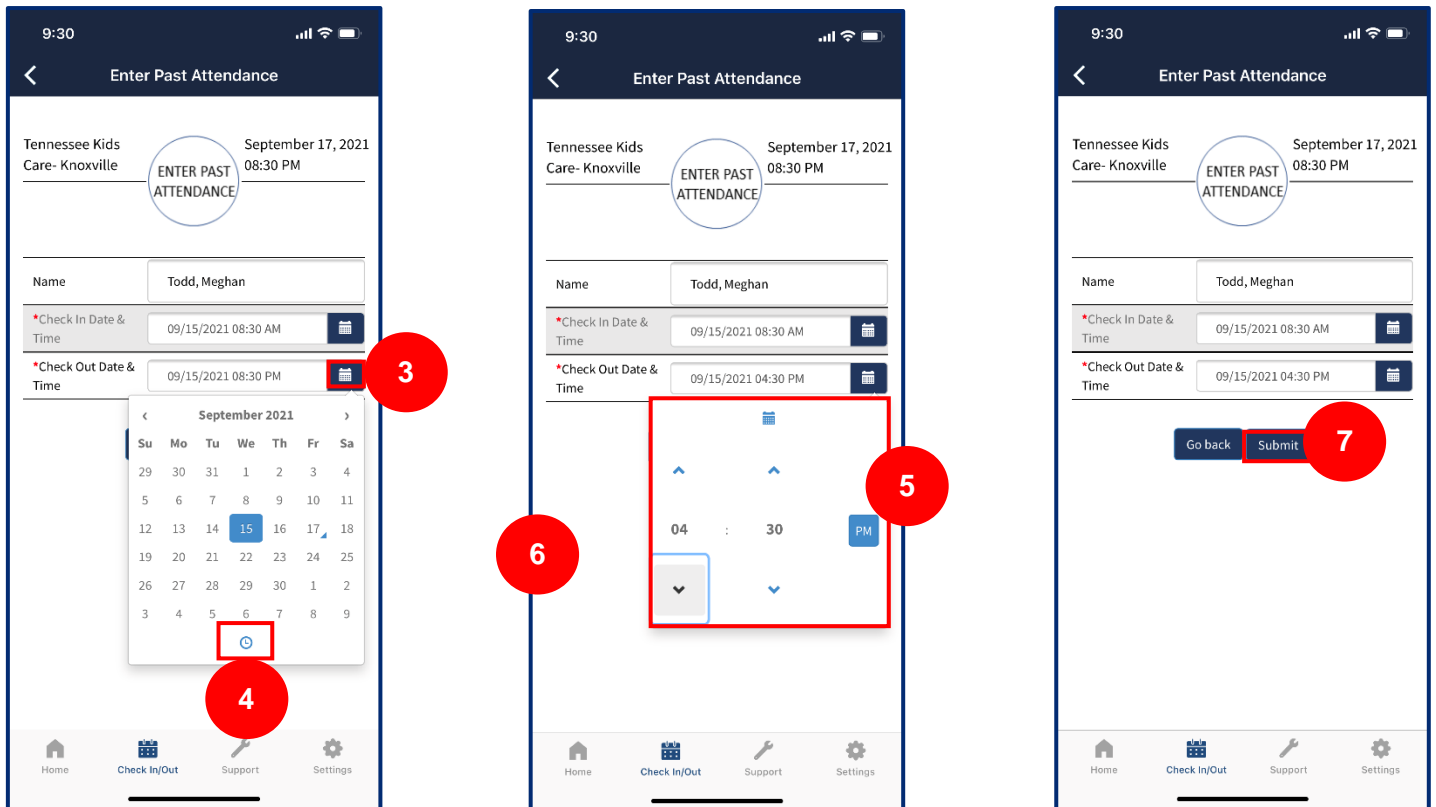 9:30
Enter Past Attendance
Tennessee Kids
Care- Knoxville
ENTER PAST
ATTENDANCE
September 17, 2021
08:30 PM
Name
Todd, Meghan
*Check In Date &
Time
09/15/2021 08:30 AM
*Check Out Date &
Time
09/15/2021 08:30 PM
3
‹ September 2021 ›
Su Mo Tu We Th Fr Sa
29 30 31 1 2 3 4
5 6 7 8 9 10 11
12 13 14 15 16 17 18
19 20 21 22 23 24 25
26 27 28 29 30 1 2
3 4 5 6 7 8 9
4
Home Check In/Out Support Settings
9:30
Enter Past Attendance
Tennessee Kids
Care- Knoxville
ENTER PAST
ATTENDANCE
September 17, 2021
08:30 PM
Name
Todd, Meghan
*Check In Date &
Time
09/15/2021 08:30 AM
*Check Out Date &
Time
09/15/2021 04:30 PM
5
04 : 30 PM
6
Home Check In/Out Support Settings
9:30
Enter Past Attendance
Tennessee Kids
Care- Knoxville
ENTER PAST
ATTENDANCE
September 17, 2021
08:30 PM
Name
Todd, Meghan
*Check In Date &
Time
09/15/2021 08:30 AM
*Check Out Date &
Time
09/15/2021 04:30 PM
Go back Submit
7
Home Check In/Out Support Settings